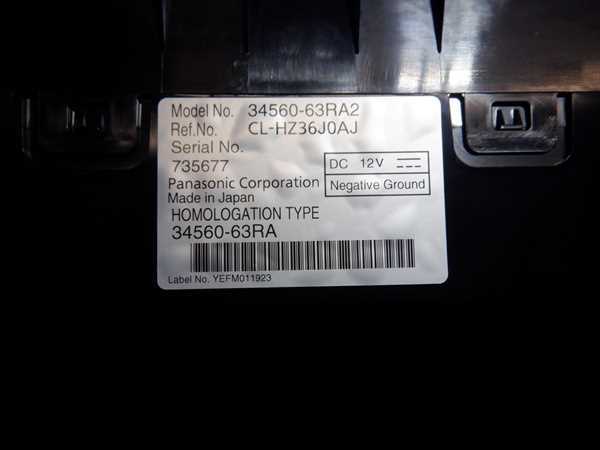 Model No. 34560-63RA2
Ref.No. CL-HZ36J0AJ
Serial No.
735677
DC 12V
Negative Ground
Panasonic Corporation
Made in Japan
HOMOLOGATION TYPE
34560-63RA
Label No. YEFM011923